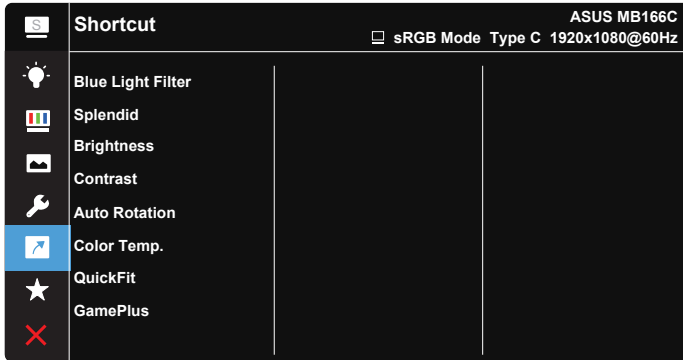 S
Shortcut
ASUS MB166C
sRGB Mode Type C 1920x1080@60Hz
Blue Light Filter
Splendid
Brightness
Contrast
Auto Rotation
Color Temp.
QuickFit
GamePlus